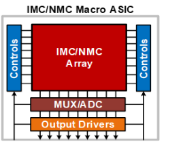 IMC/NMC Macro ASIC
Controls
IMC/NMC
Array
Controls
MUX/ADC
Output Drivers